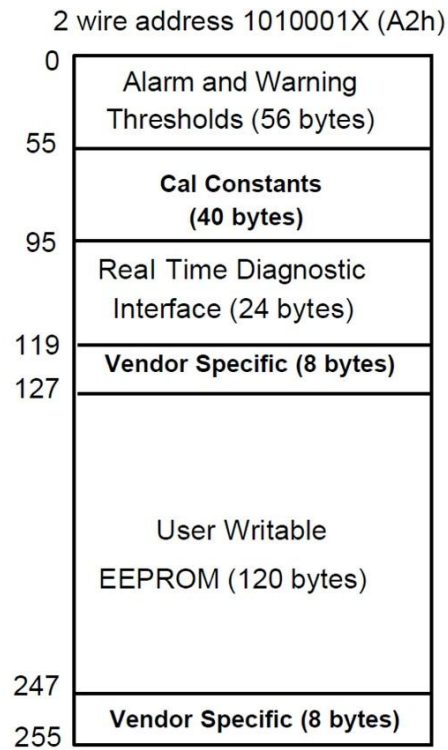 2 wire address 1010001X (A2h)
0
Alarm and Warning
Thresholds (56 bytes)
55
Cal Constants
(40 bytes)
95
Real Time Diagnostic
Interface (24 bytes)
119
Vendor Specific (8 bytes)
127
User Writable
EEPROM (120 bytes)
247
Vendor Specific (8 bytes)
255